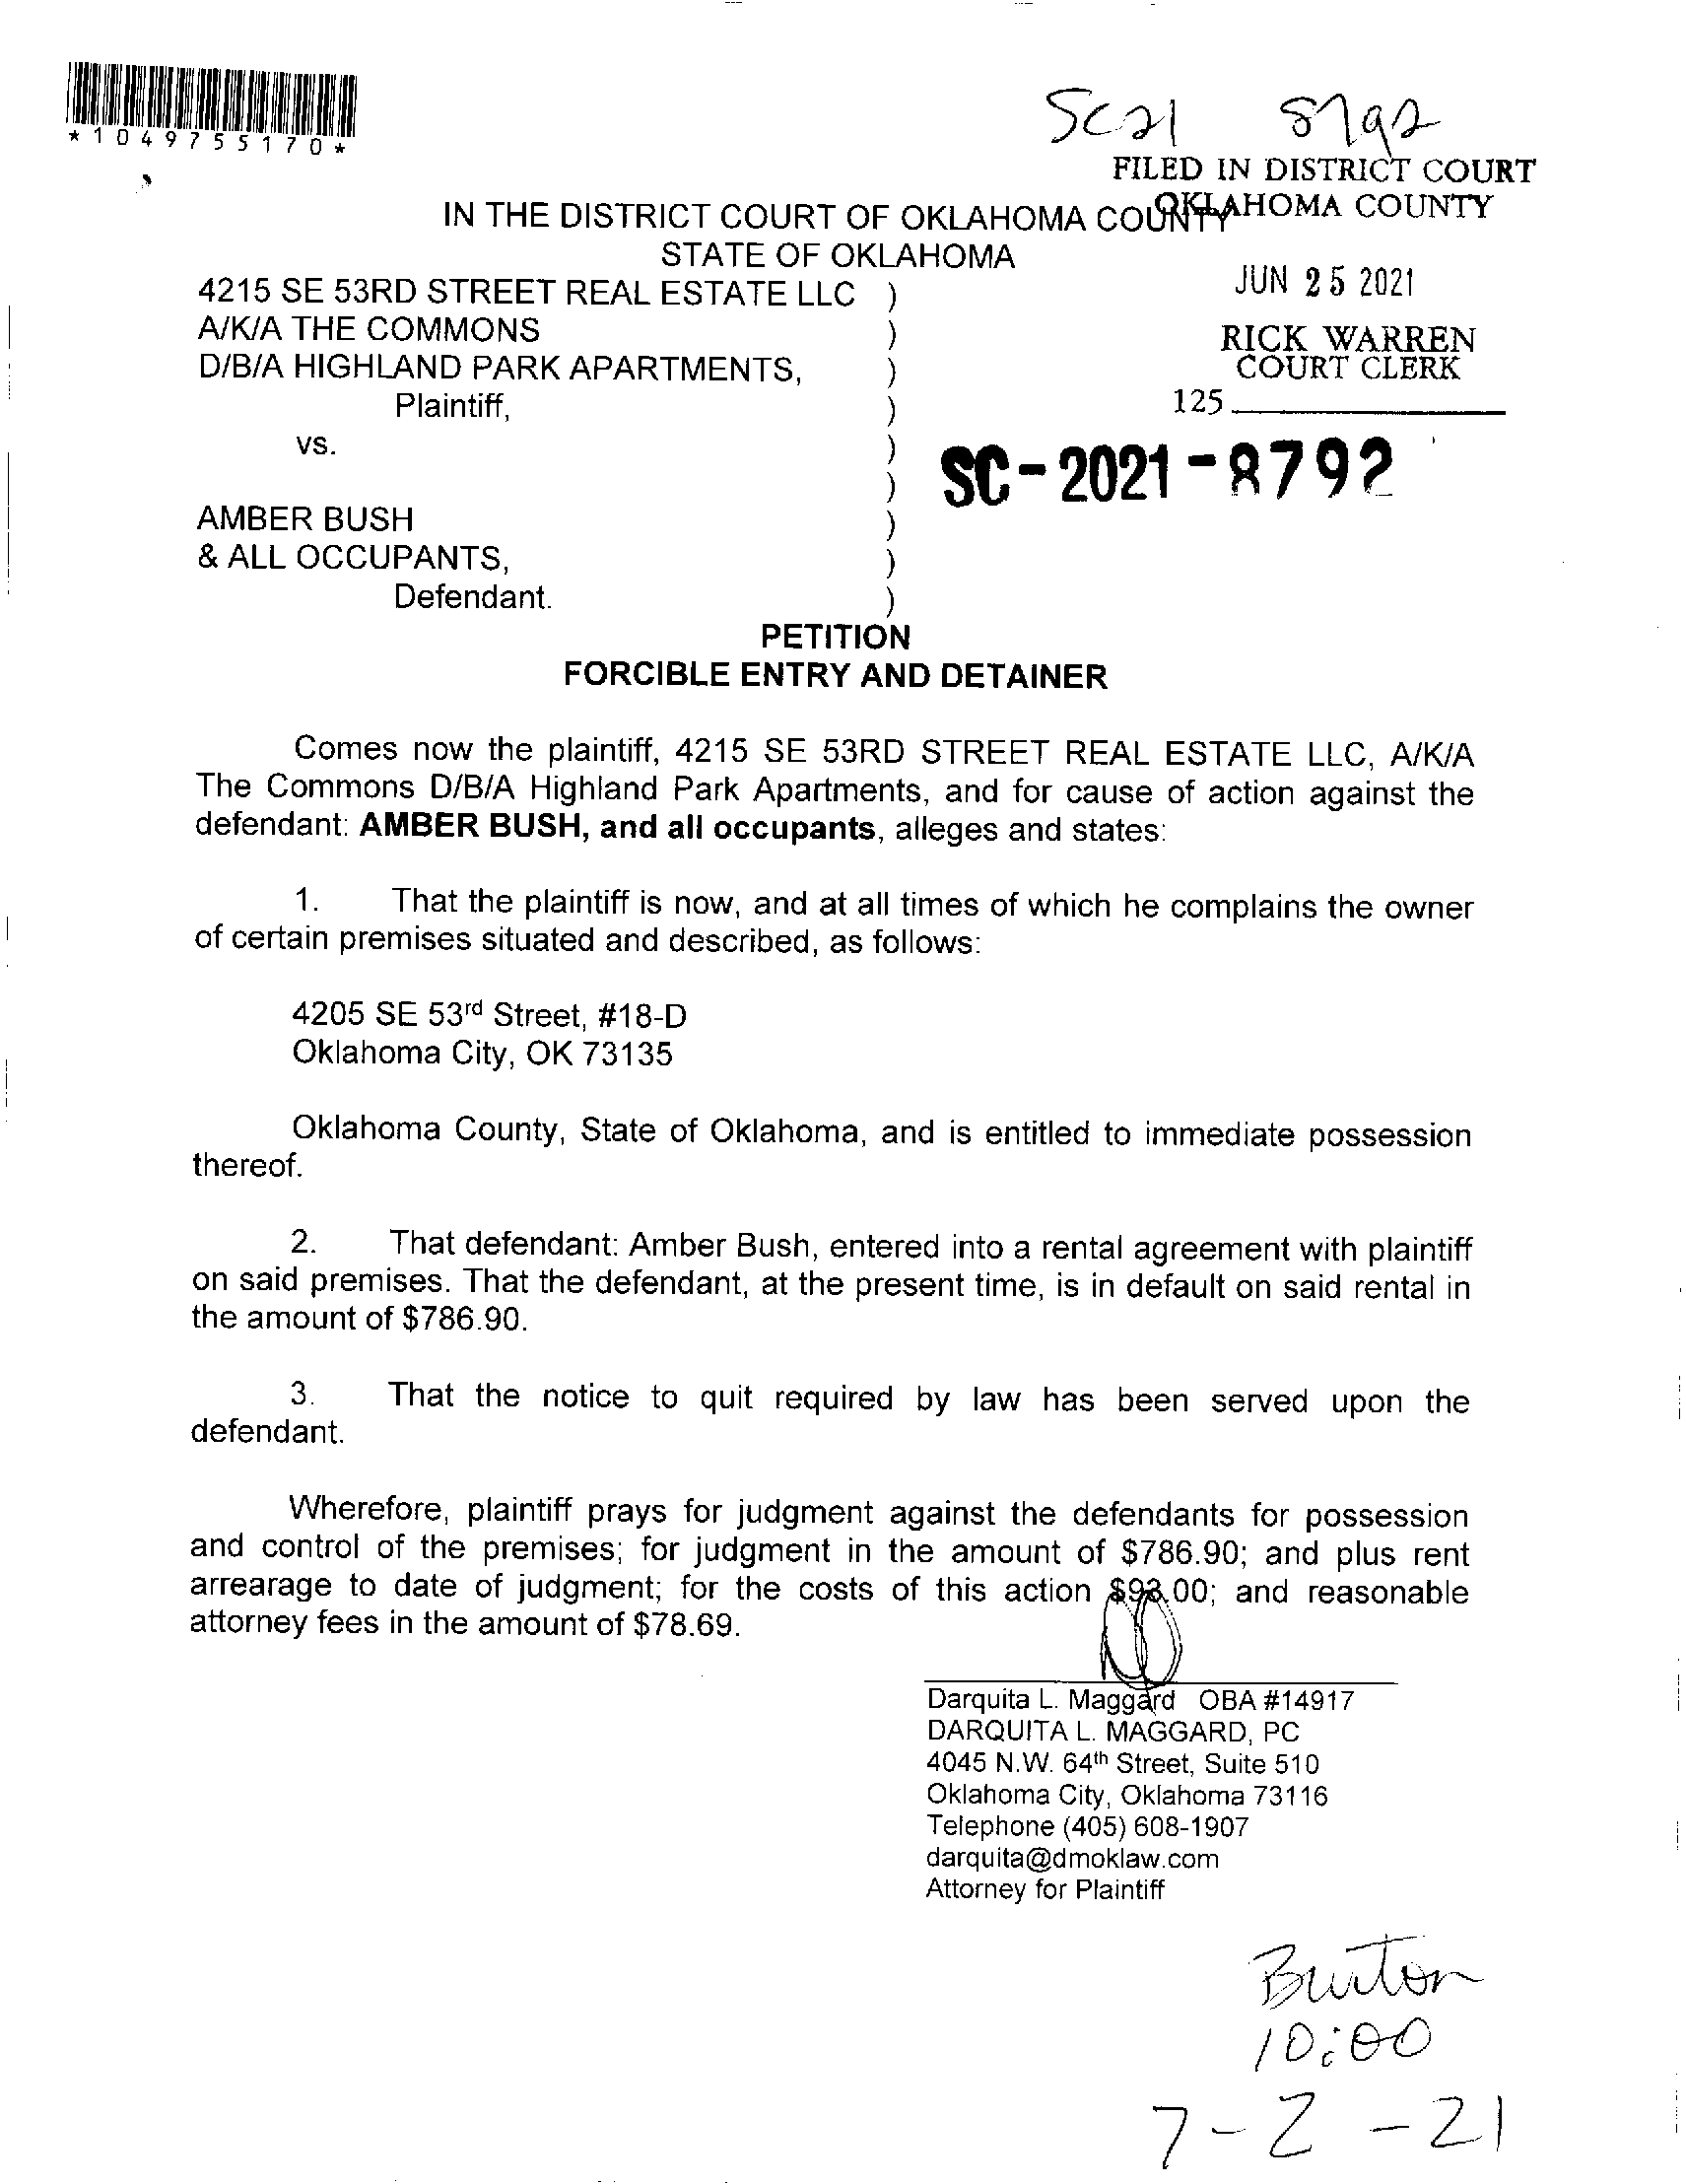 *1049755170*
SC21 8792
FILED IN DISTRICT COURT
OKLAHOMA COUNTY
IN THE DISTRICT COURT OF OKLAHOMA COUNTY
STATE OF OKLAHOMA
JUN 25 2021
RICK WARREN
COURT CLERK
125
4215 SE 53RD STREET REAL ESTATE LLC )
A/K/A THE COMMONS )
D/B/A HIGHLAND PARK APARTMENTS, )
Plaintiff, )
vs. )
)
SC-2021-8792
AMBER BUSH )
& ALL OCCUPANTS, )
Defendant. )
PETITION
FORCIBLE ENTRY AND DETAINER
Comes now the plaintiff, 4215 SE 53RD STREET REAL ESTATE LLC, A/K/A
The Commons D/B/A Highland Park Apartments, and for cause of action against the
defendant: AMBER BUSH, and all occupants, alleges and states:
1. That the plaintiff is now, and at all times of which he complains the owner
of certain premises situated and described, as follows:
4205 SE 53rd Street, #18-D
Oklahoma City, OK 73135
Oklahoma County, State of Oklahoma, and is entitled to immediate possession
thereof.
2. That defendant: Amber Bush, entered into a rental agreement with plaintiff
on said premises. That the defendant, at the present time, is in default on said rental in
the amount of $786.90.
3. That the notice to quit required by law has been served upon the
defendant.
Wherefore, plaintiff prays for judgment against the defendants for possession
and control of the premises; for judgment in the amount of $786.90; and plus rent
arrearage to date of judgment; for the costs of this action $93.00; and reasonable
attorney fees in the amount of $78.69.
Darquita L. Maggard OBA #14917
DARQUITA L. MAGGARD, PC
4045 N.W. 64th Street, Suite 510
Oklahoma City, Oklahoma 73116
Telephone (405) 608-1907
darquita@dmoklaw.com
Attorney for Plaintiff
Burton
10:00
7-2-21